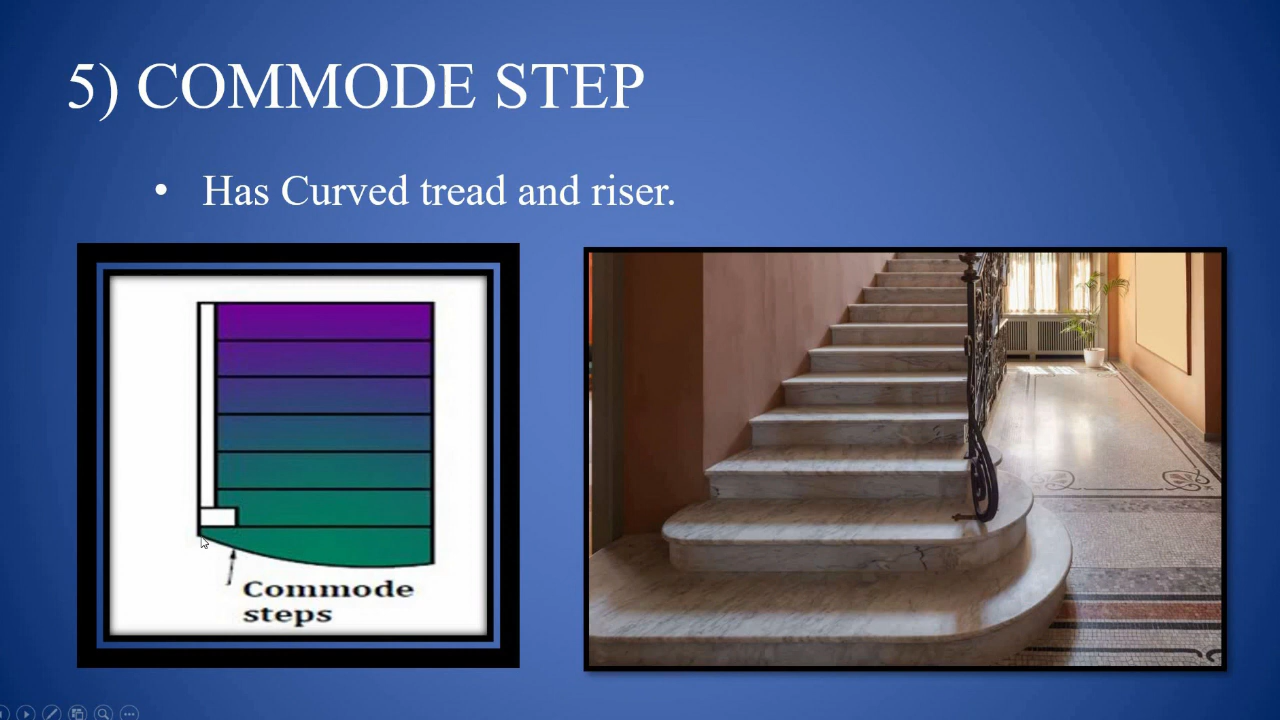 5) COMMODE STEP
• Has Curved tread and riser.
Commode
steps